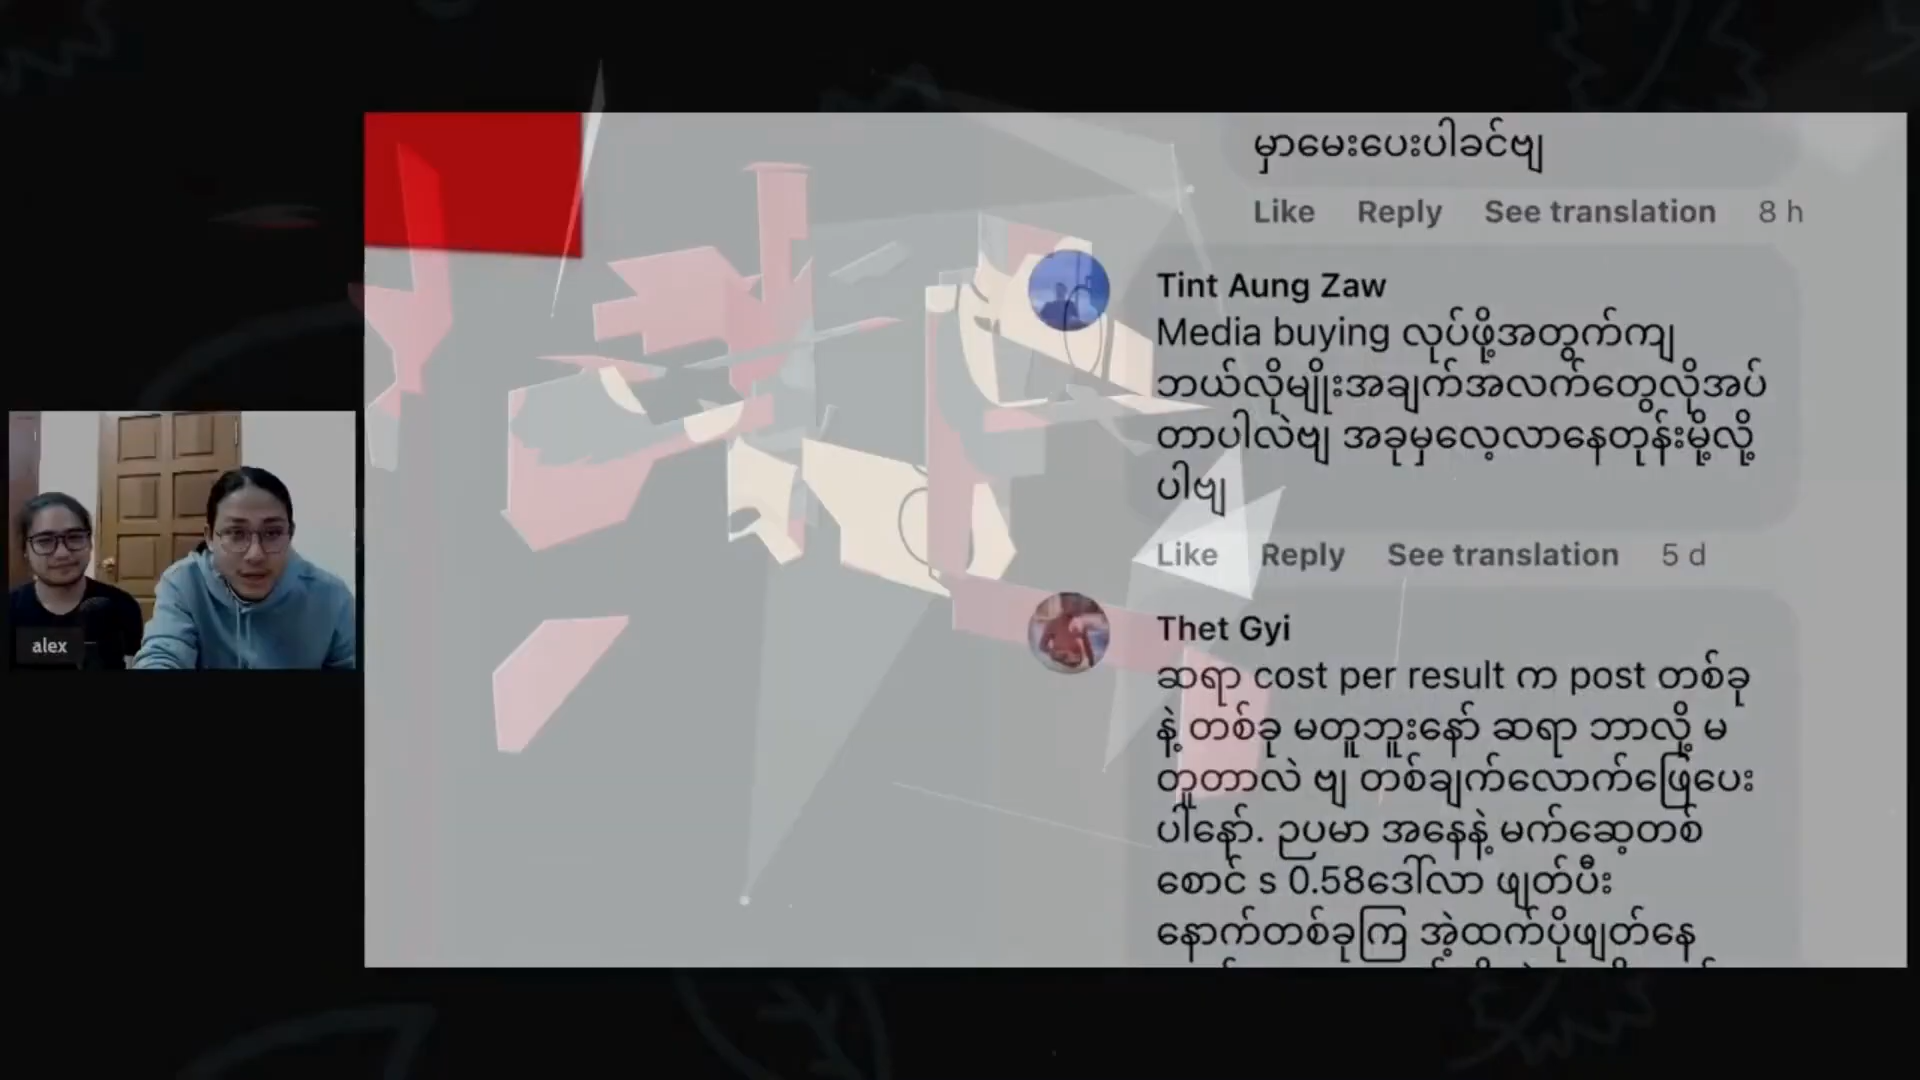 မှာမေးပေးပါခင်ဗျ
Like Reply See translation 8 h
Tint Aung Zaw
Media buying လုပ်ဖို့အတွက်ကျ
ဘယ်လိုမျိုးအချက်အလက်တွေလိုအပ်
တာပါလဲဗျ အခုမှလေ့လာနေတုန်းမို့လို့
ပါဗျ
Like Reply See translation 5 d
Thet Gyi
ဆရာ cost per result က post တစ်ခု
နဲ့ တစ်ခု မတူဘူးနော် ဆရာ ဘာလို့ မ
တူတာလဲ ဗျ တစ်ချက်လောက်ဖြေပေး
ပါနော်. ဥပမာ အနေနဲ့ မက်ဆေ့တစ်
စောင် s 0.58ဒေါ်လာ ဖျတ်ပီး
နောက်တစ်ခုကြ အဲ့ထက်ပိုဖျတ်နေ
alex